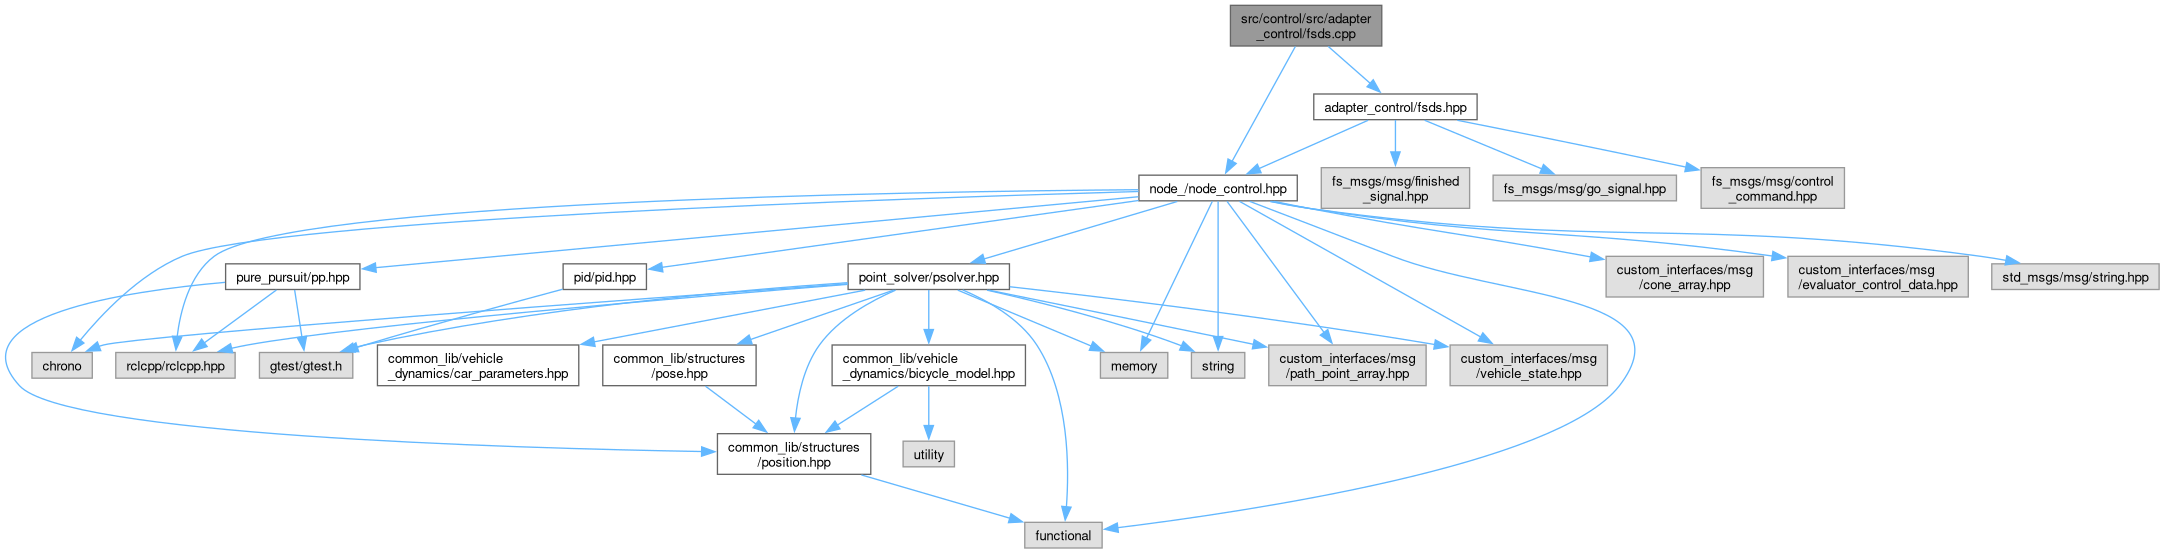 src/control/src/adapter
_control/fsds.cpp
adapter_control/fsds.hpp
node_/node_control.hpp
fs_msgs/msg/finished
_signal.hpp
fs_msgs/msg/go_signal.hpp
fs_msgs/msg/control
_command.hpp
pure_pursuit/pp.hpp
pid/pid.hpp
point_solver/psolver.hpp
custom_interfaces/msg
/cone_array.hpp
custom_interfaces/msg
/evaluator_control_data.hpp
std_msgs/msg/string.hpp
chrono
rclcpp/rclcpp.hpp
gtest/gtest.h
common_lib/vehicle
_dynamics/car_parameters.hpp
common_lib/structures
/pose.hpp
common_lib/vehicle
_dynamics/bicycle_model.hpp
memory
string
custom_interfaces/msg
/path_point_array.hpp
custom_interfaces/msg
/vehicle_state.hpp
common_lib/structures
/position.hpp
utility
functional